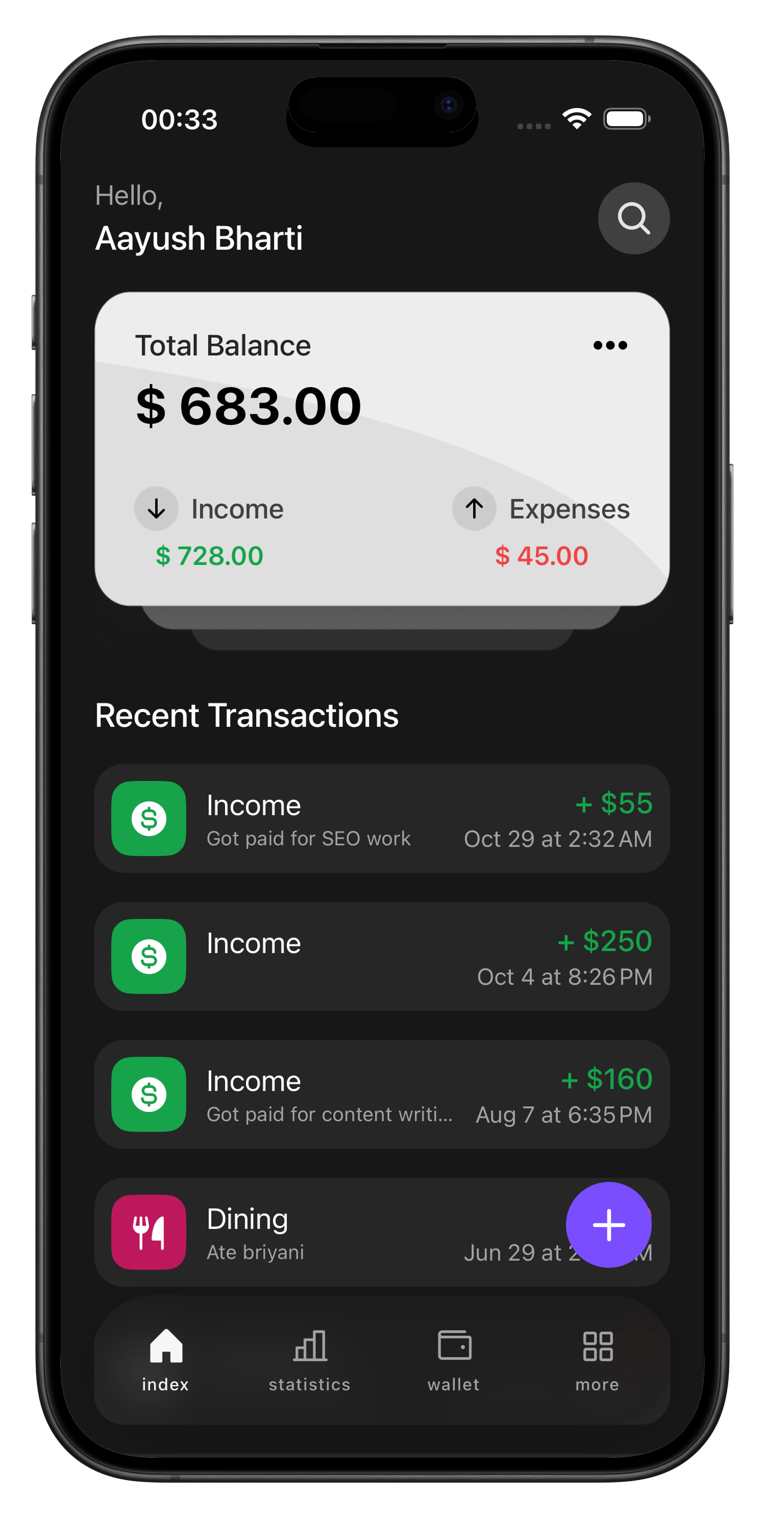 00:33
Hello,
Aayush Bharti
Total Balance
$ 683.00
Income
Expenses
$ 728.00
$ 45.00
Recent Transactions
Income
+ $55
Got paid for SEO work
Oct 29 at 2:32 AM
Income
+ $250
Oct 4 at 8:26 PM
Income
+ $160
Got paid for content writi...
Aug 7 at 6:35 PM
Dining
Ate briyani
Jun 29 at
index
statistics
wallet
more